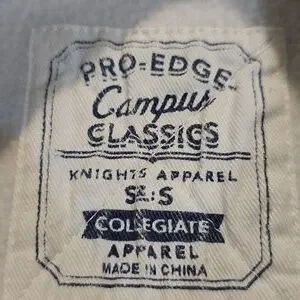 PRO-EDGE
Campus
CLASSICS
KNIGHTS APPAREL
SZ:S
COLLEGIATE
APPAREL
MADE IN CHINA